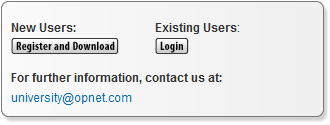 New Users: Existing Users:
Register and Download Login
For further information, contact us at:
university@opnet.com